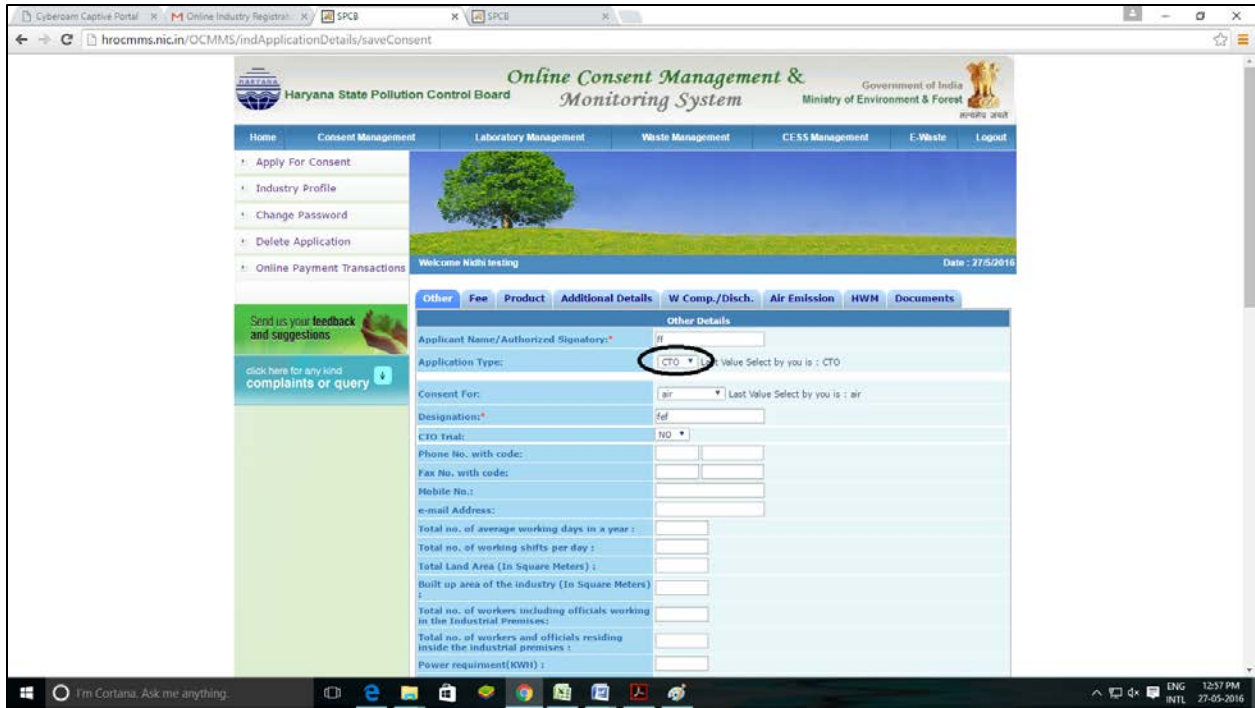 Cyberoam Captive Portal
Online Industry Registrat
SPCB
SPCB
hrocmms.nic.in/OCMMS/indApplicationDetails/saveConsent
HARYANA
Haryana State Pollution Control Board
Online Consent Management &
Monitoring System
Government of India
Ministry of Environment & Forest
सत्यमेव जयते
Home Consent Management Laboratory Management Waste Management CESS Management E-Waste Logout
Apply For Consent
Industry Profile
Change Password
Delete Application
Online Payment Transactions
Welcome Nidhi testing Date : 27/5/2016
Send us your feedback
and suggestions
click here for any kind
complaints or query
Other Fee Product Additional Details W Comp./Disch. Air Emission HWM Documents
Other Details
Applicant Name/Authorized Signatory:* ff
Application Type: CTO Last Value Select by you is : CTO
Consent For: air Last Value Select by you is : air
Designation:* fef
CTO Trial: NO
Phone No. with code:
Fax No. with code:
Mobile No.:
e-mail Address:
Total no. of average working days in a year :
Total no. of working shifts per day :
Total Land Area (In Square Meters) :
Built up area of the industry (In Square Meters)
:
Total no. of workers including officials working
in the Industrial Premises:
Total no. of workers and officials residing
inside the industrial premises :
Power requirment(KWH) :
I'm Cortana. Ask me anything.
ENG 12:57 PM
INTL 27-05-2016